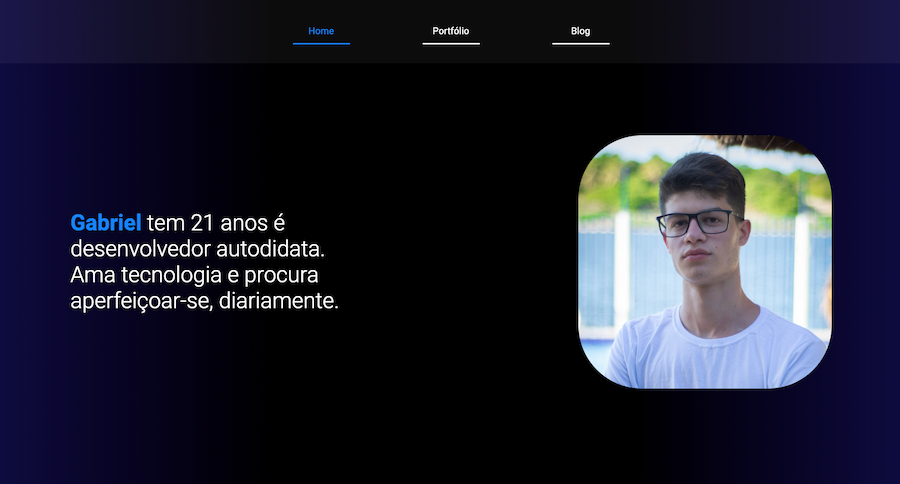 Home
Portfólio
Blog
Gabriel tem 21 anos é
desenvolvedor autodidata.
Ama tecnologia e procura
aperfeiçoar-se, diariamente.